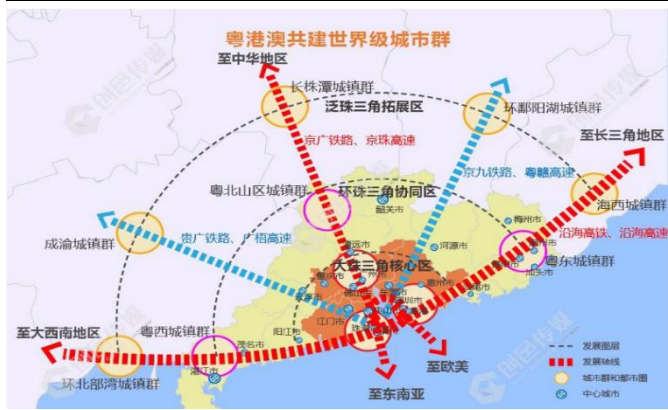 粤港澳共建世界级城市群
至中华地区
长株潭城镇群
泛珠三角拓展区
环鄱阳湖城镇群
至长三角地区
京广铁路、京珠高速
京九铁路、粤赣高速
粤北山区城镇群
环珠三角协同区
海西城镇群
韶关市
梅州市
成渝城镇群
贵广铁路、广梧高速
沿海高铁、沿海高速
河源市
粤东城镇群
大珠三角核心区
汕头市
惠州市
江门市
阳江市
至大西南地区
粤西城镇群
茂名市
湛江市
环北部湾城镇群
至欧美
至东南亚
发展图层
发展轴线
城市群和都市圈
中心城市
创邑传媒